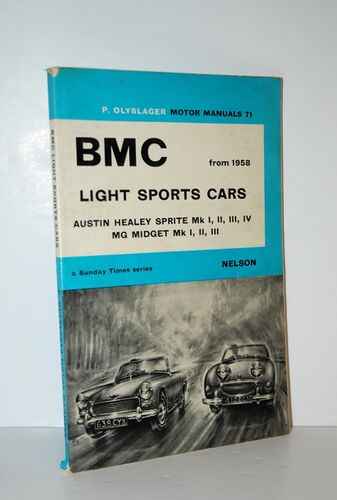 P. OLYSLAGER MOTOR MANUALS 71
BMC from 1958
LIGHT SPORTS CARS
AUSTIN HEALEY SPRITE Mk I, II, III, IV
MG MIDGET Mk I, II, III
a Sunday Times series
NELSON
BMC LIGHT SPORTS CARS